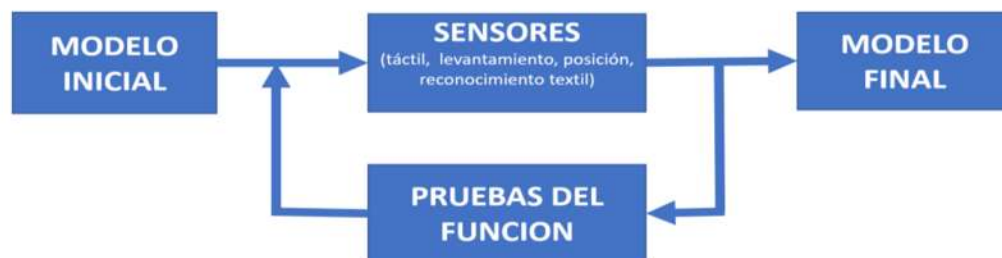 MODELO
INICIAL
SENSORES
(táctil, levantamiento, posición,
reconocimiento textil)
MODELO
FINAL
PRUEBAS DEL
FUNCION